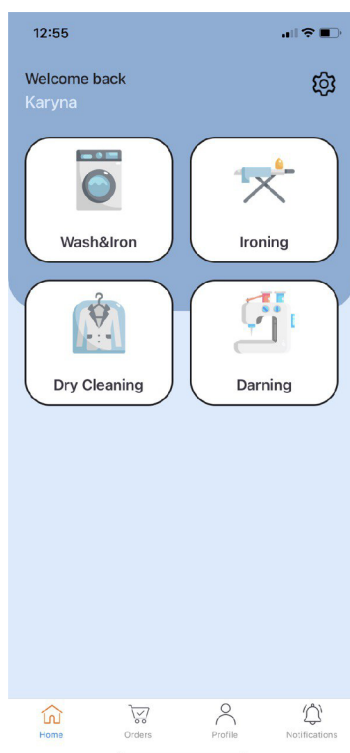 12:55
Welcome back
Karyna
Wash&Iron
Ironing
Dry Cleaning
Darning
Home
Orders
Profile
Notifications